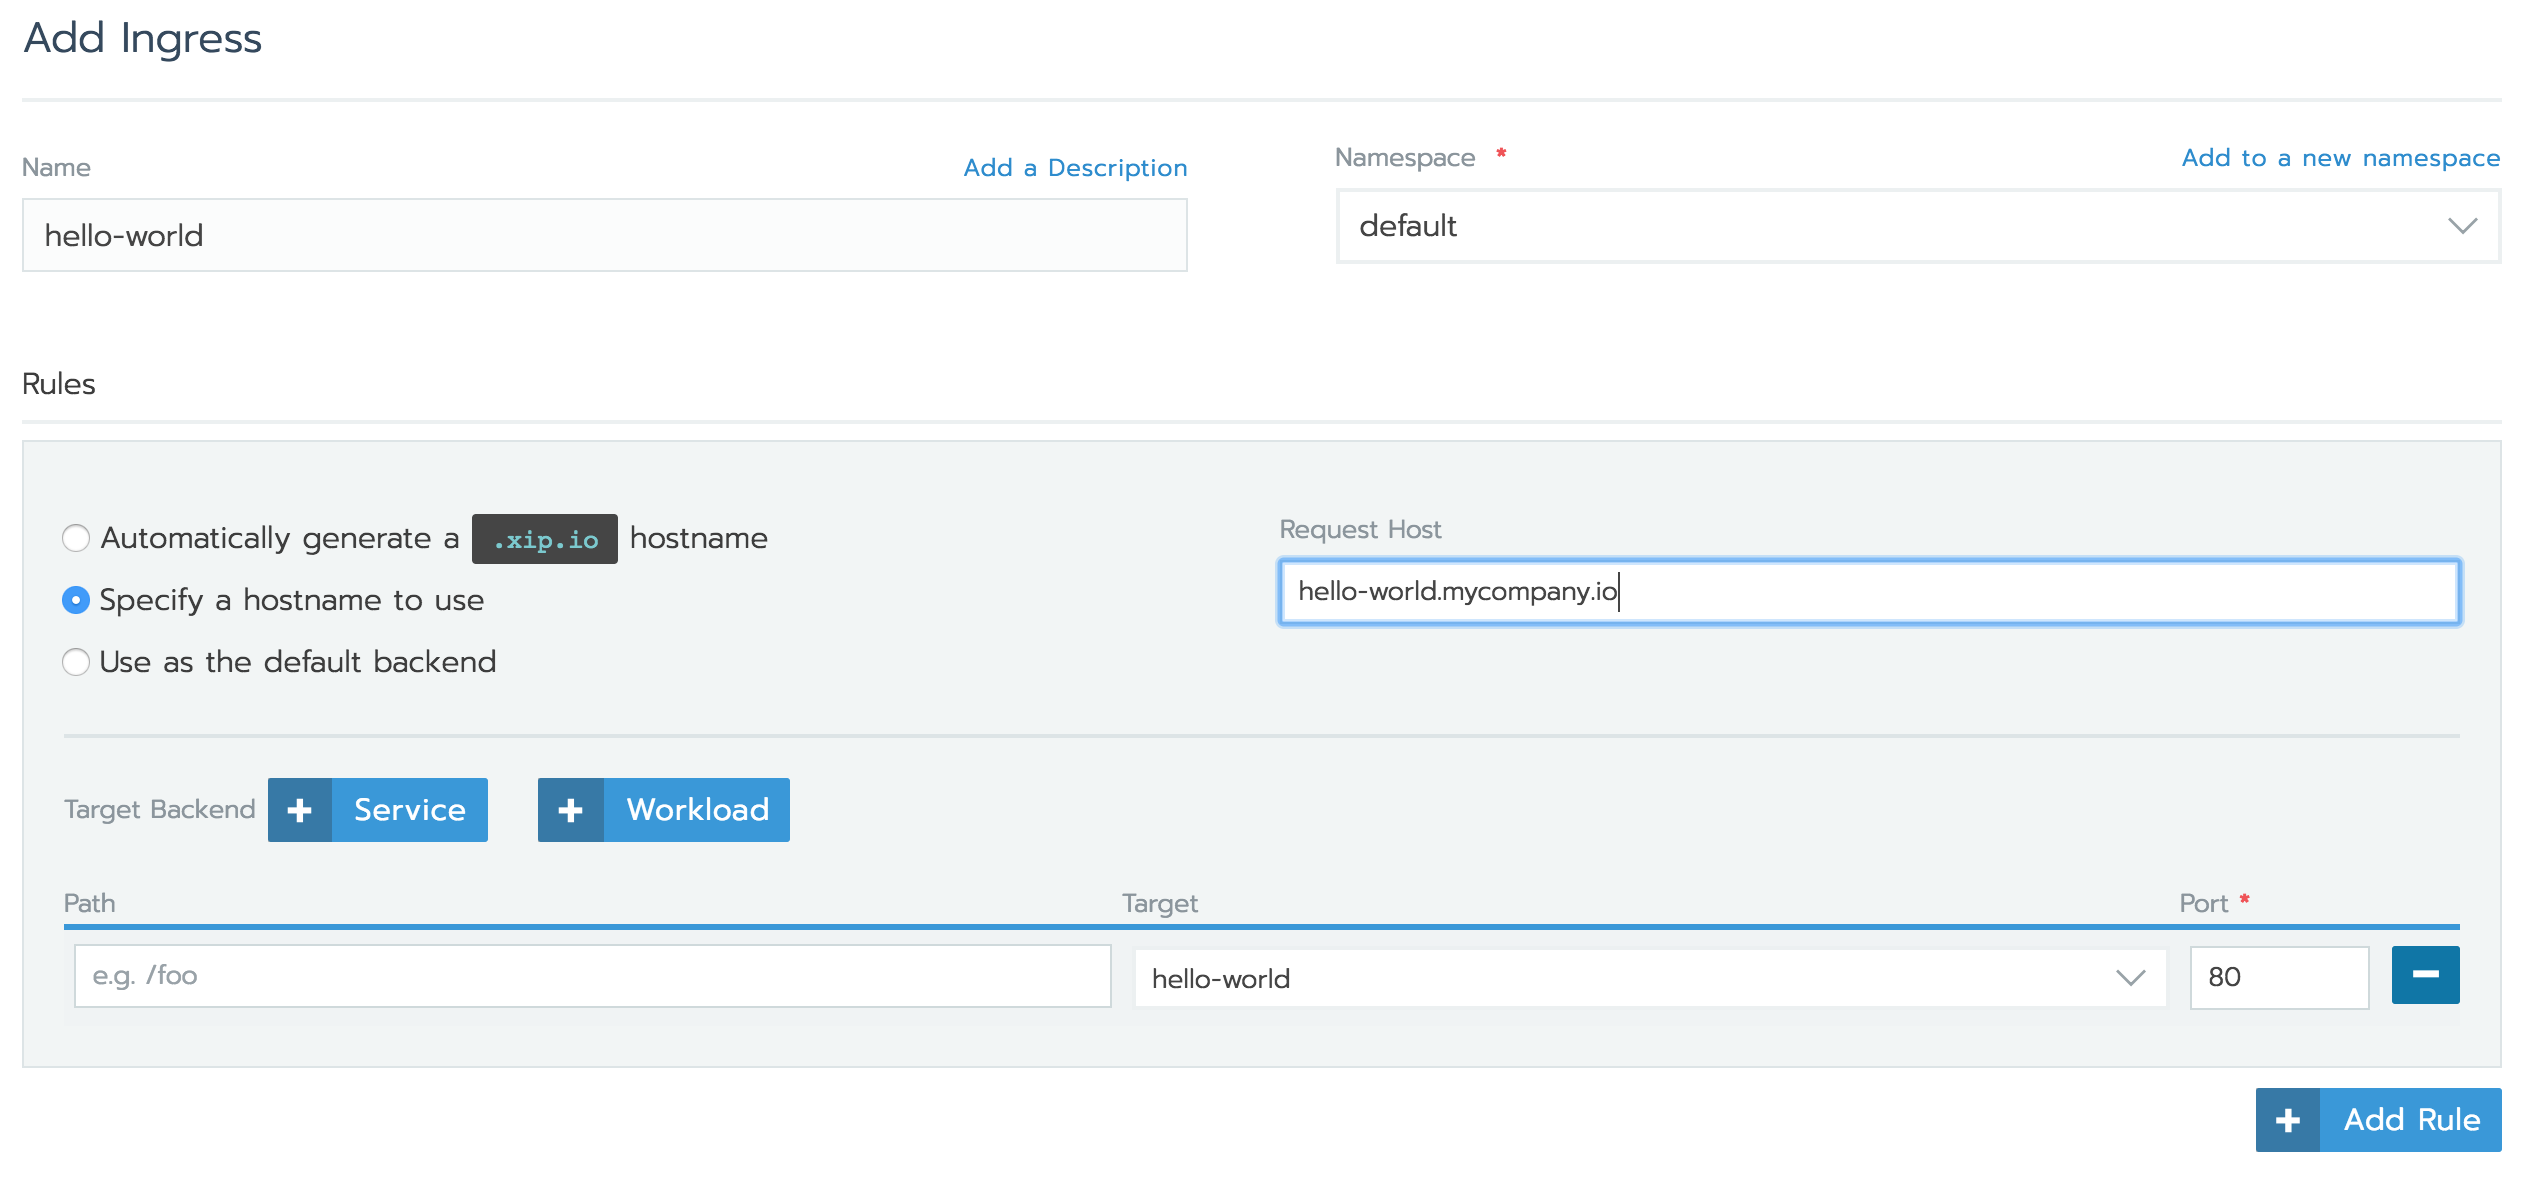 Add Ingress
Name
Add a Description
Namespace *
Add to a new namespace
hello-world
default
Rules
Automatically generate a .xip.io hostname
Specify a hostname to use
Use as the default backend
Request Host
hello-world.mycompany.io
Target Backend
+ Service
+ Workload
Path
Target
Port *
e.g. /foo
hello-world
80
+ Add Rule